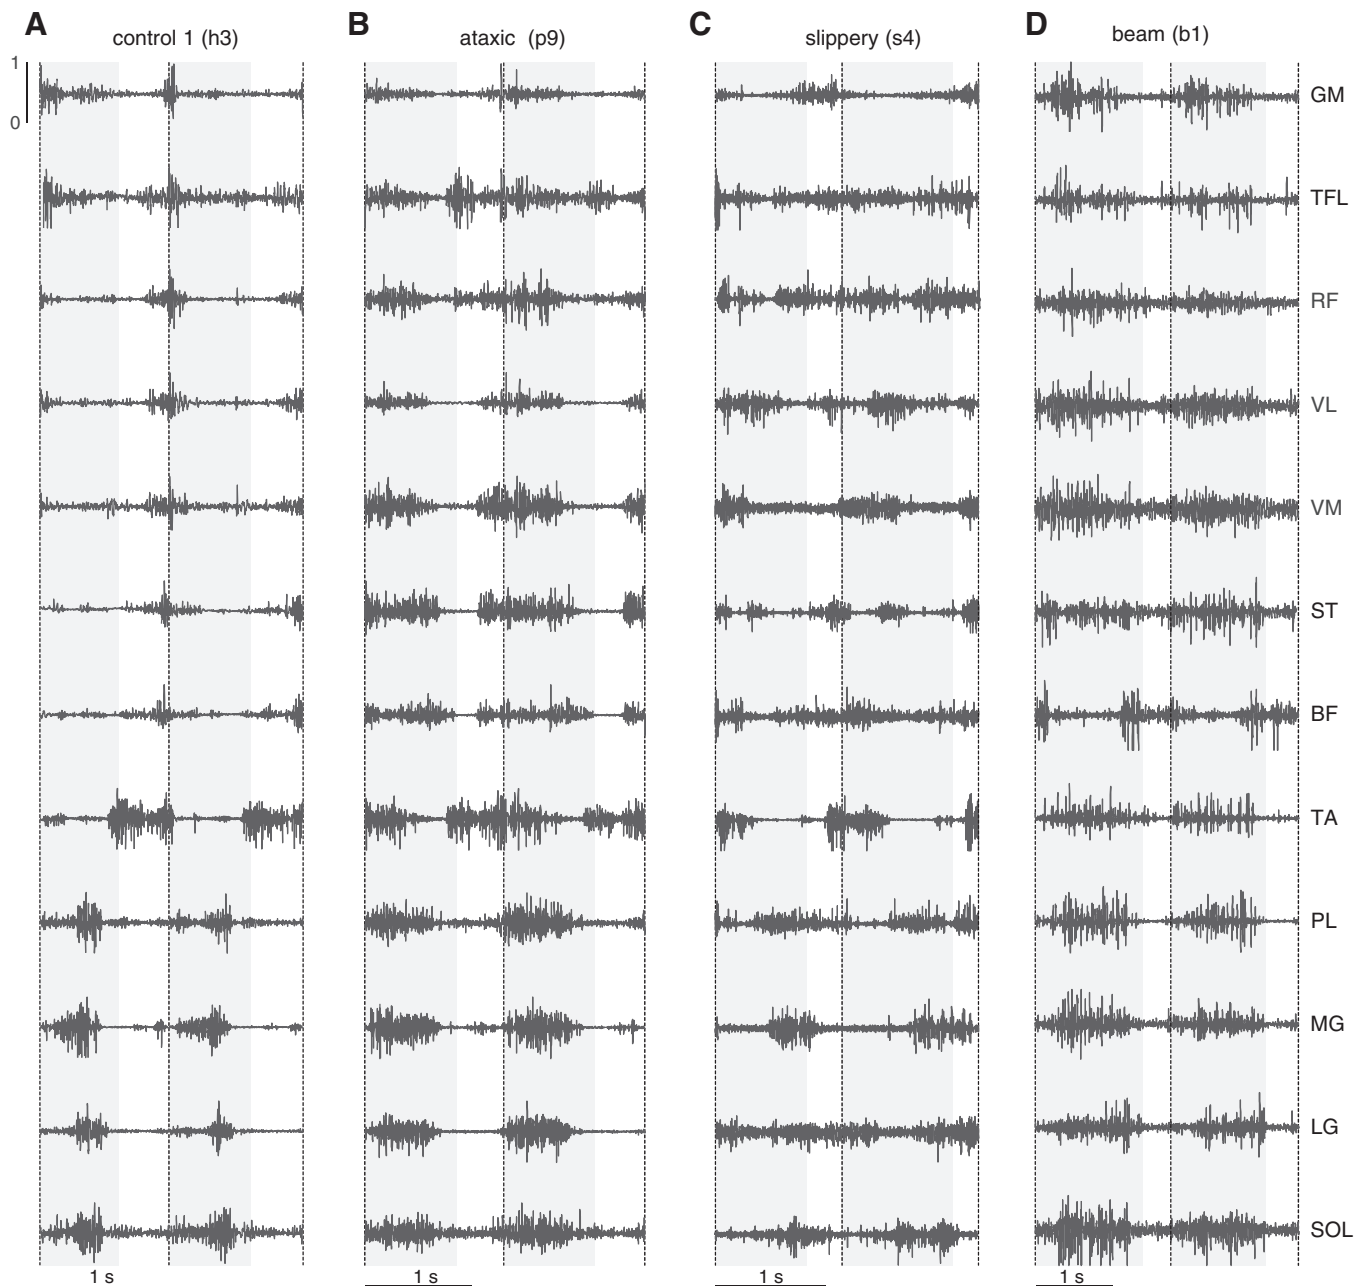 A
control 1 (h3)
B
ataxic (p9)
C
slippery (s4)
D
beam (b1)
1
0
GM
TFL
RF
VL
VM
ST
BF
TA
PL
MG
LG
SOL
1 s
1 s
1 s
1 s